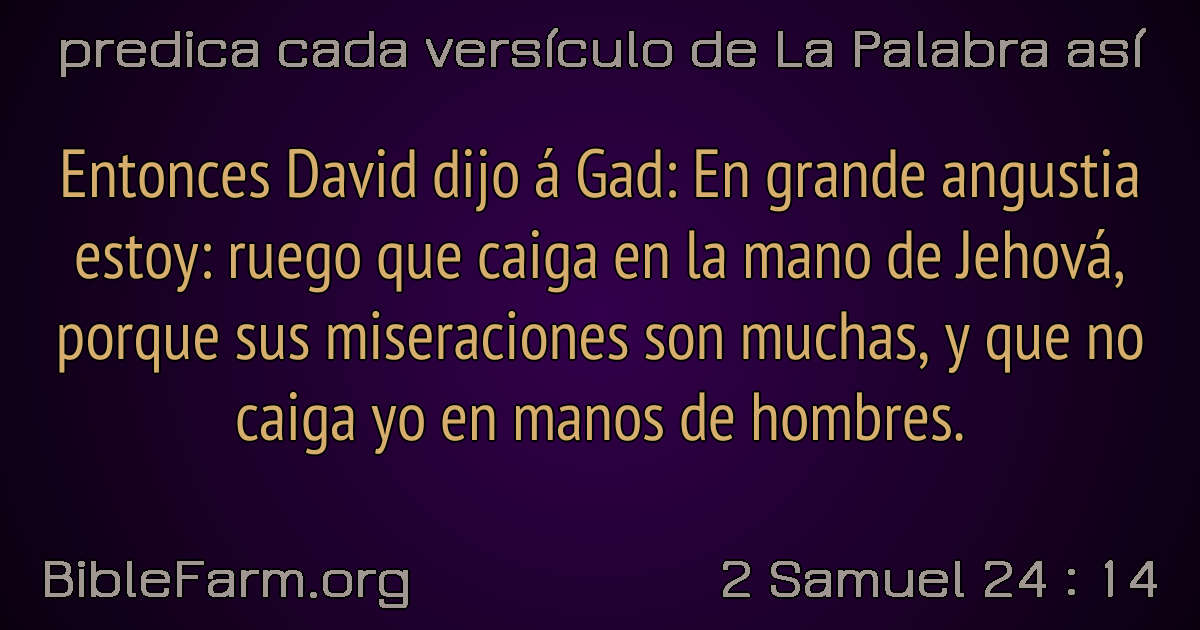 predica cada versículo de La Palabra así
Entonces David dijo á Gad: En grande angustia
estoy: ruego que caiga en la mano de Jehová,
porque sus miseraciones son muchas, y que no
caiga yo en manos de hombres.
BibleFarm.org
2 Samuel 24 : 14